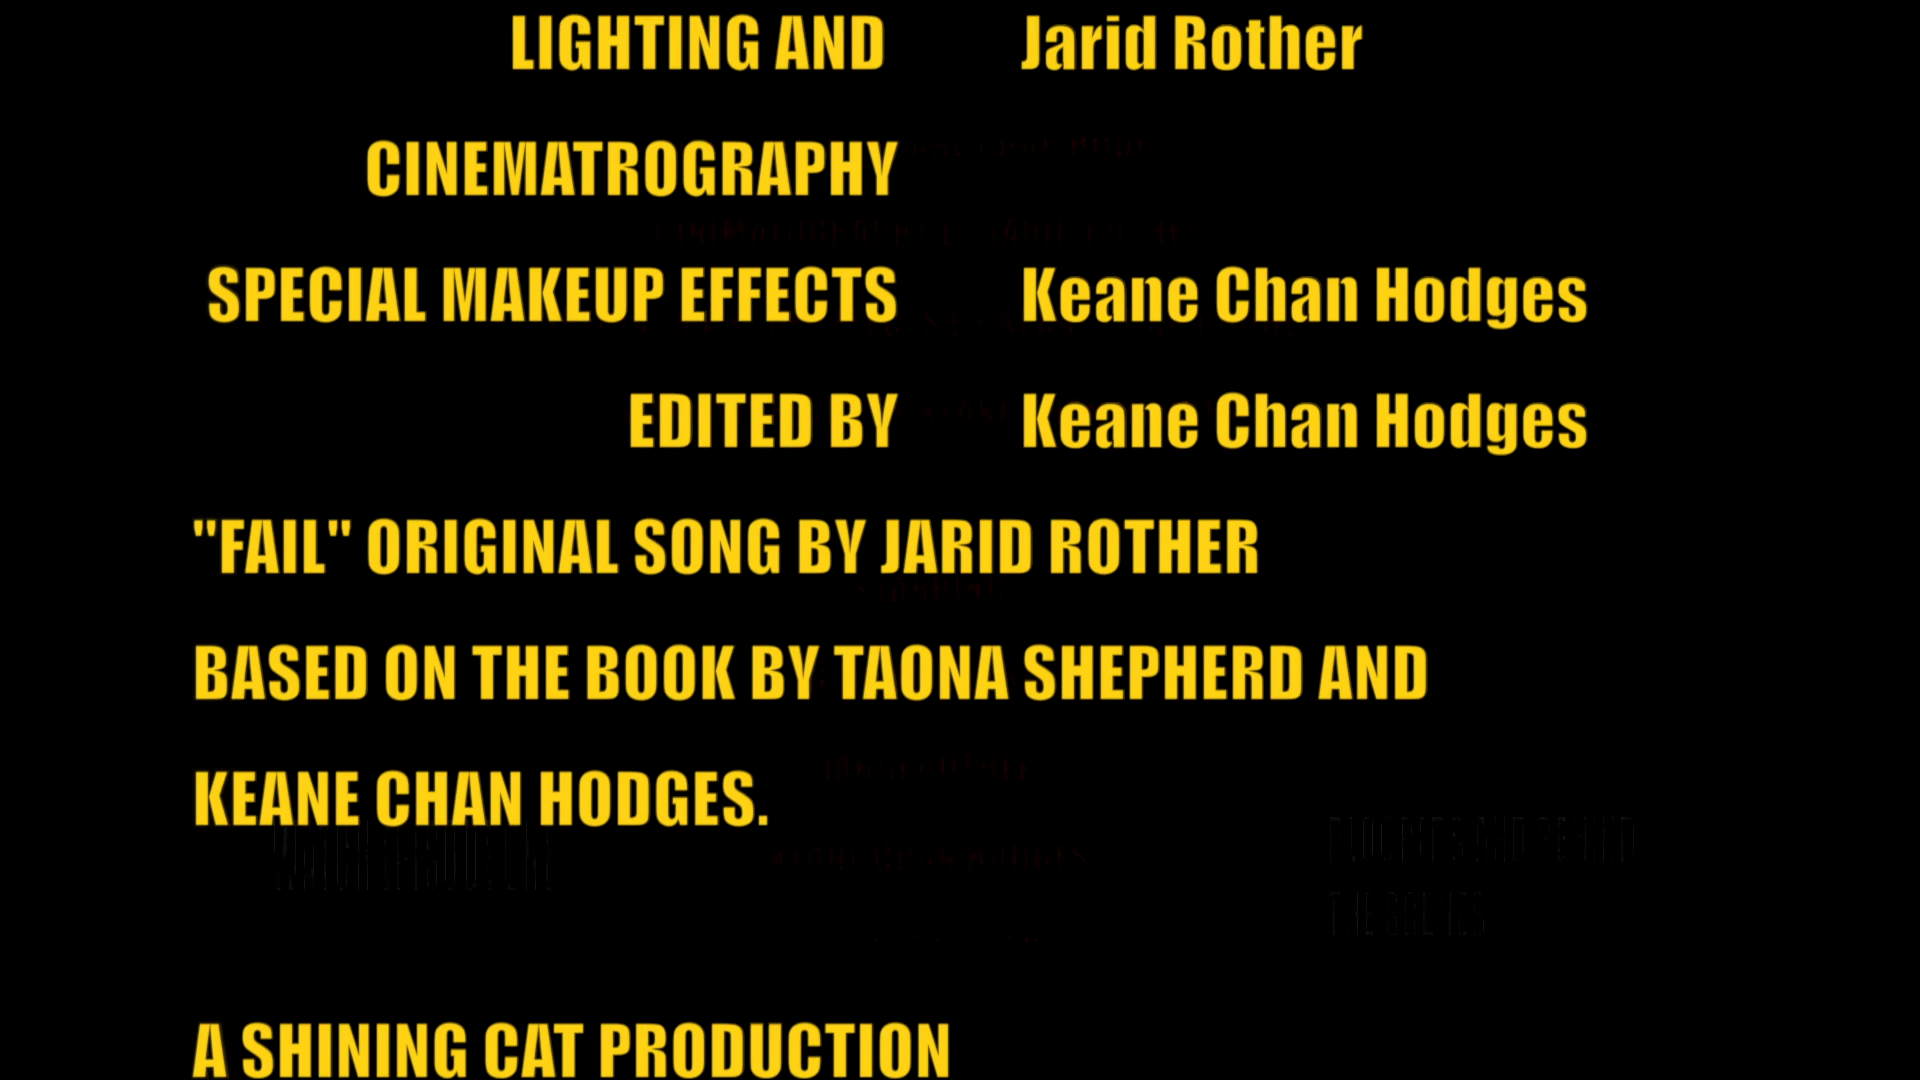 LIGHTING AND Jarid Rother
CINEMATROGRAPHY
SPECIAL MAKEUP EFFECTS Keane Chan Hodges
EDITED BY Keane Chan Hodges
"FAIL" ORIGINAL SONG BY JARID ROTHER
BASED ON THE BOOK BY TAONA SHEPHERD AND
KEANE CHAN HODGES.
A SHINING CAT PRODUCTION